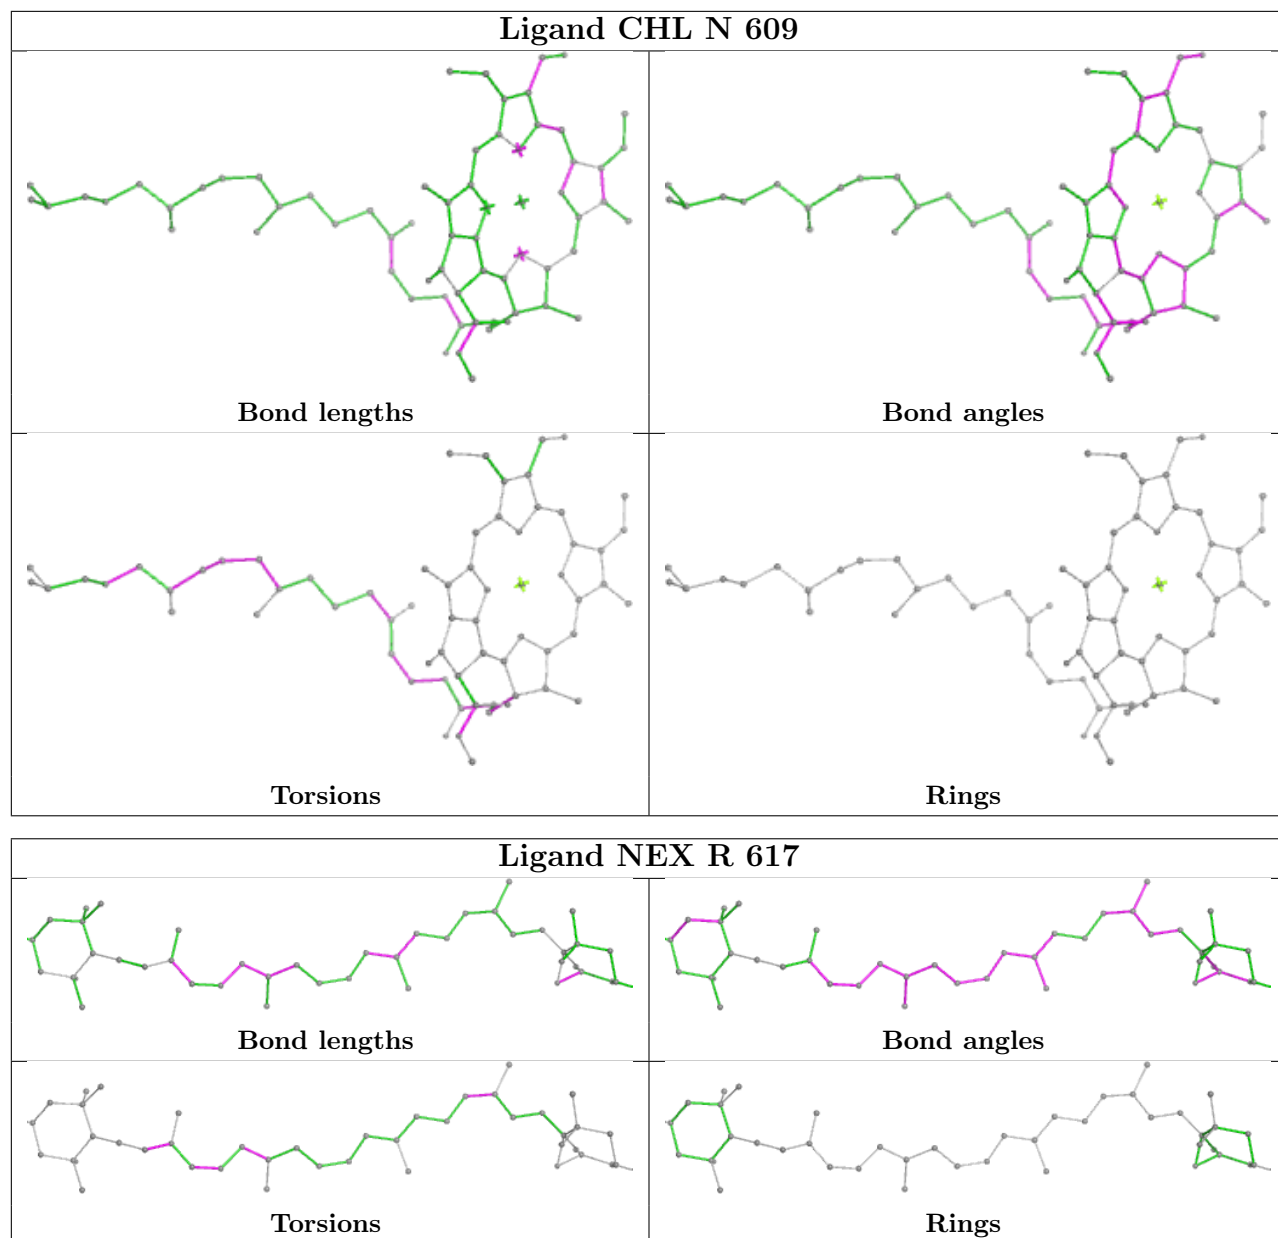 Ligand CHL N 609
Bond lengths
Bond angles
Torsions
Rings
Ligand NEX R 617
Bond lengths
Bond angles
Torsions
Rings